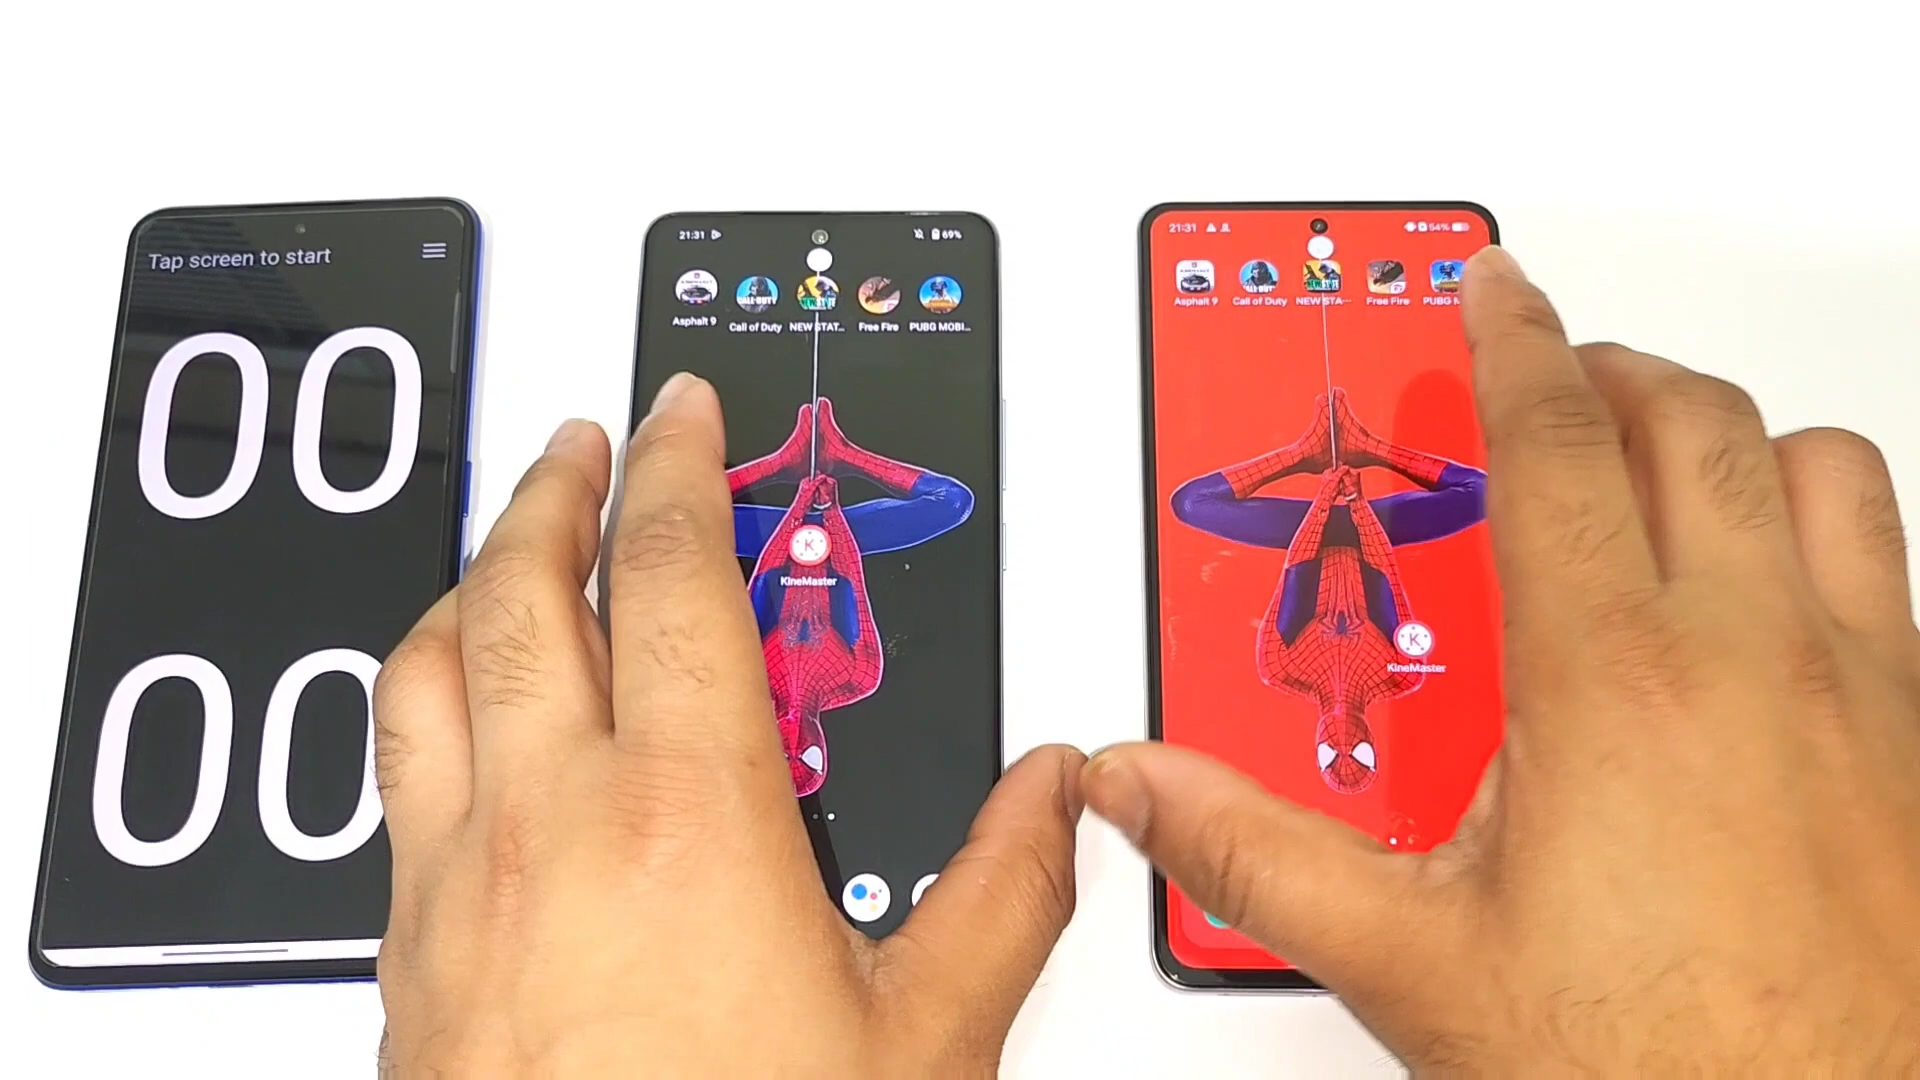 Tap screen to start
00
00
21:31
69%
Asphalt 9
Call of Duty
NEW STAT...
Free Fire
PUBG MOBI...
K
KineMaster
21:31
54%
Asphalt 9
Call of Duty
NEW STA...
Free Fire
PUBG M
K
KineMaster